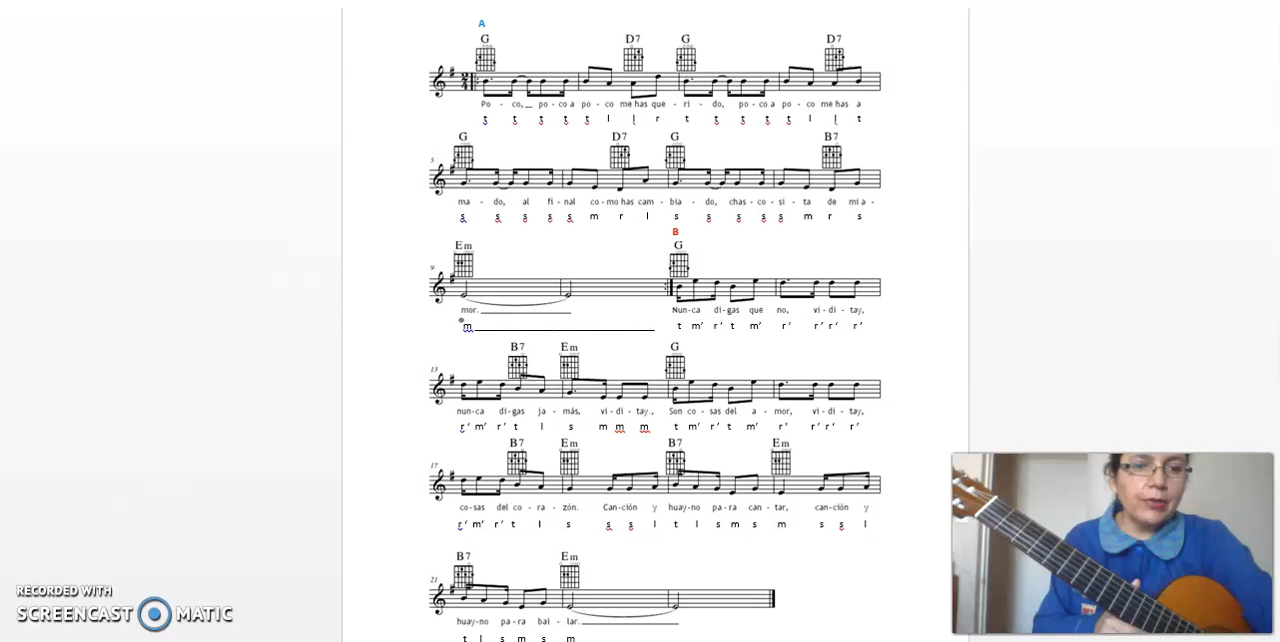 A
G D7 G D7
Po - co, po - co a po - co me has que - ri - do, po - co a po - co me has a
t t t t t l l r t t t t t l l t
5
G D7 G B7
ma - do, al fi - nal co - mo has cam - bia - do, chas - co - si - ta de mi a -
s s s s s m r l s s s s s m r s
B
9
Em G
mor. Nun-ca di-gas que no, vi-di-tay,
m t m' r' t m' r' r' r' r'
13
B7 Em G
nun-ca di-gas ja-más, vi-di-tay., Son co-sas del a-mor, vi-di-tay,
r' m' r' t l s m m m t m' r' t m' r' r' r' r'
17
B7 Em B7 Em
co-sas del co-ra-zón. Can-ción y huay-no pa-ra can-tar, can-ción y
r' m' r' t l s s s l t l s m s m s s l
21
B7 Em
huay-no pa-ra bai-lar.
t l s m s m
RECORDED WITH
SCREENCAST MATIC